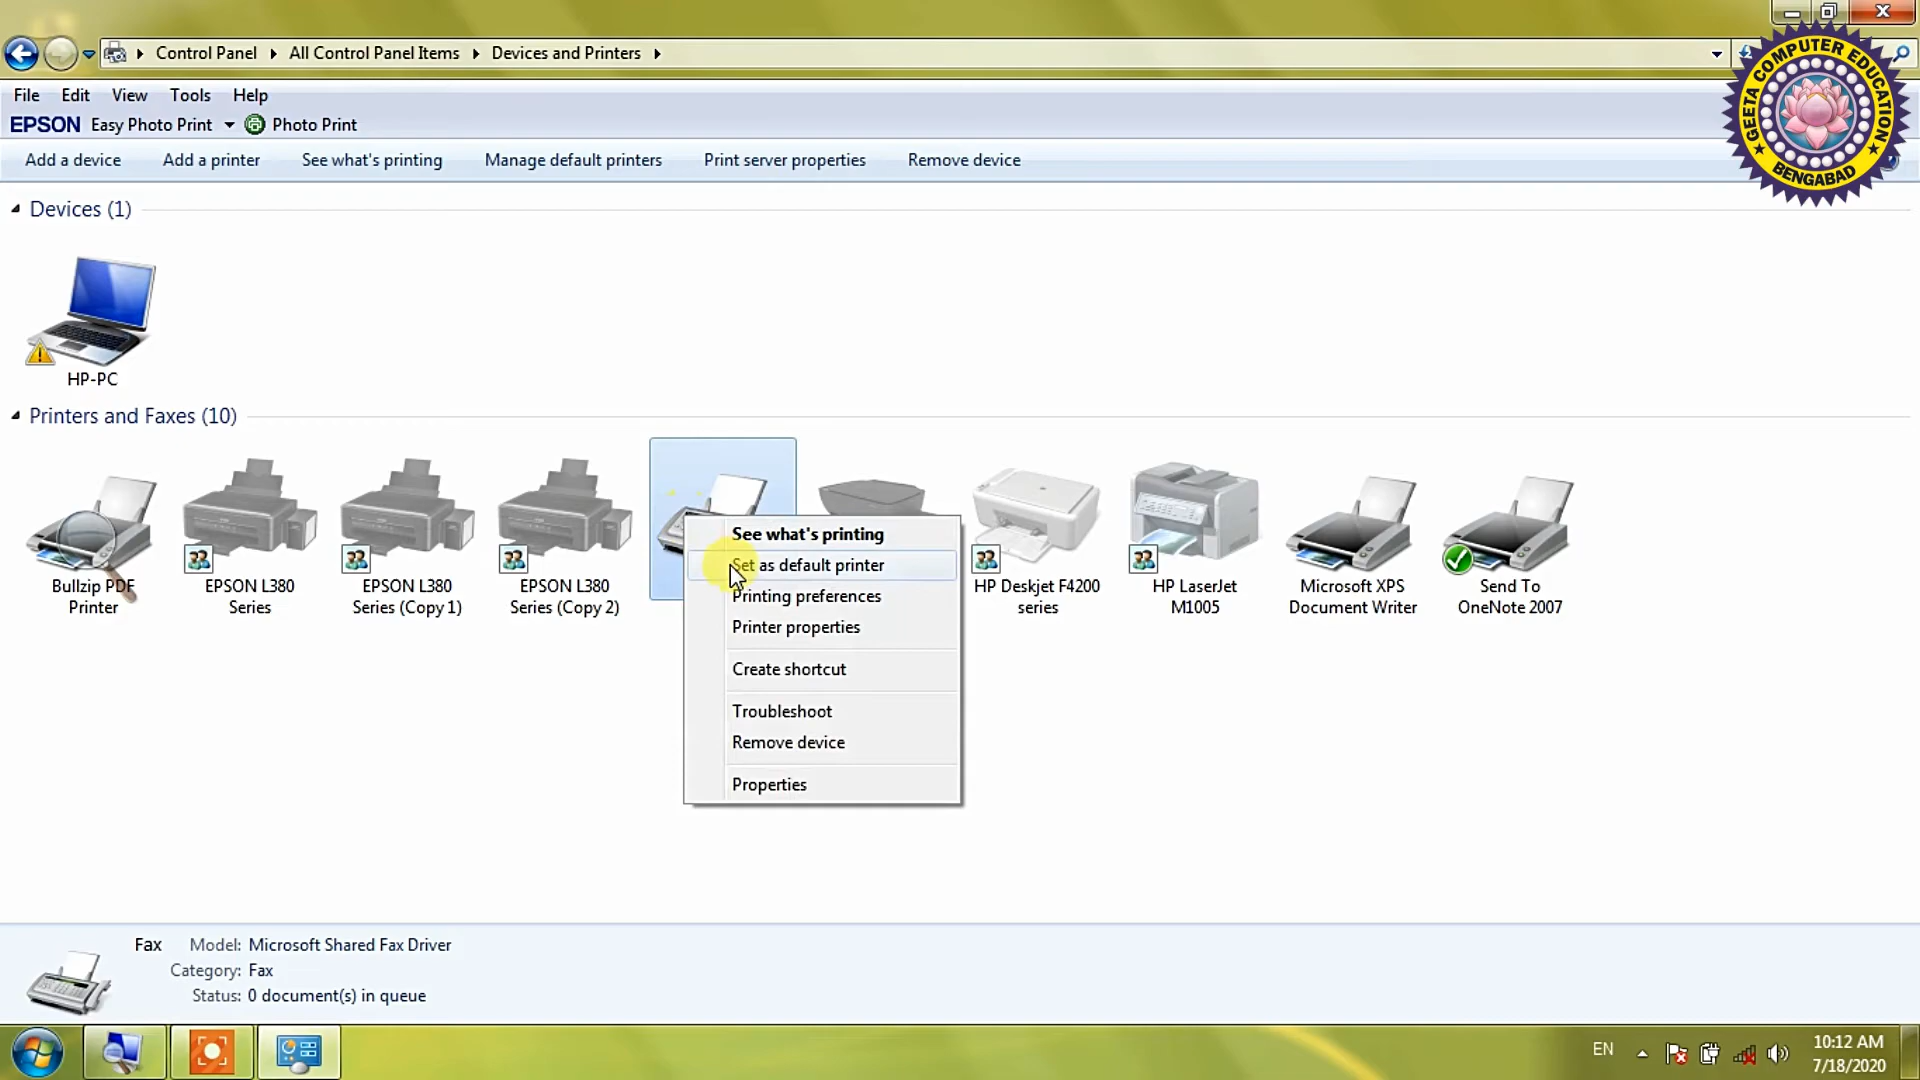 Control Panel
All Control Panel Items
Devices and Printers
File
Edit
View
Tools
Help
EPSON Easy Photo Print
Photo Print
Add a device
Add a printer
See what's printing
Manage default printers
Print server properties
Remove device
GEETA COMPUTER EDUCATION
BENGABAD
Devices (1)
HP-PC
Printers and Faxes (10)
Bullzip PDF
Printer
EPSON L380
Series
EPSON L380
Series (Copy 1)
EPSON L380
Series (Copy 2)
See what's printing
Set as default printer
Printing preferences
Printer properties
Create shortcut
Troubleshoot
Remove device
Properties
HP Deskjet F4200
series
HP LaserJet
M1005
Microsoft XPS
Document Writer
Send To
OneNote 2007
Fax
Model: Microsoft Shared Fax Driver
Category: Fax
Status: 0 document(s) in queue
EN
10:12 AM
7/18/2020